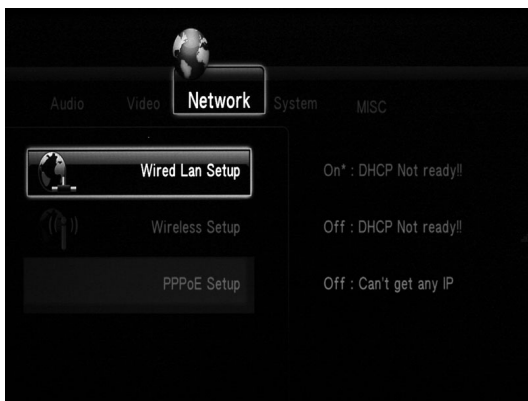 Audio Video Network System MISC
Wired Lan Setup On* : DHCP Not ready!!
Wireless Setup Off : DHCP Not ready!!
PPPoE Setup Off : Can't get any IP